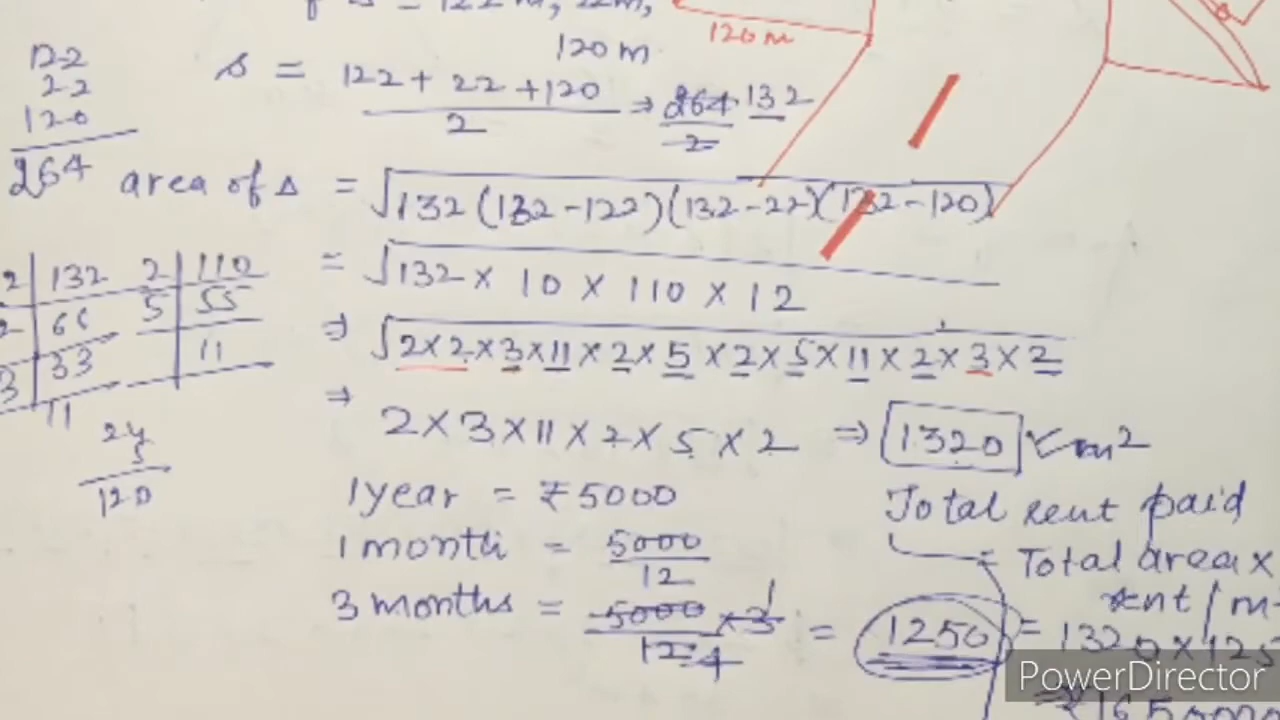 120 m
120 m
122
22
120
264
s = 122 + 22 + 120 / 2 ⇒ 264 / 2 132
area of Δ = √132 (132 - 122) (132 - 22) (132 - 120)
= √132 × 10 × 110 × 12
⇒ √2×2×3×11×2×5×2×5×11×2×3×2
⇒ 2×3×11×2×5×2 ⇒ 1320 m²
2 132
66
3 33
11
2 110
5 55
11
120
1 year = ₹5000
1 month = 5000 / 12
3 months = 5000 / 12 × 3 = 1250
4
Total rent paid
= Total area ×
rent / m
= 1320 × 125
PowerDirector